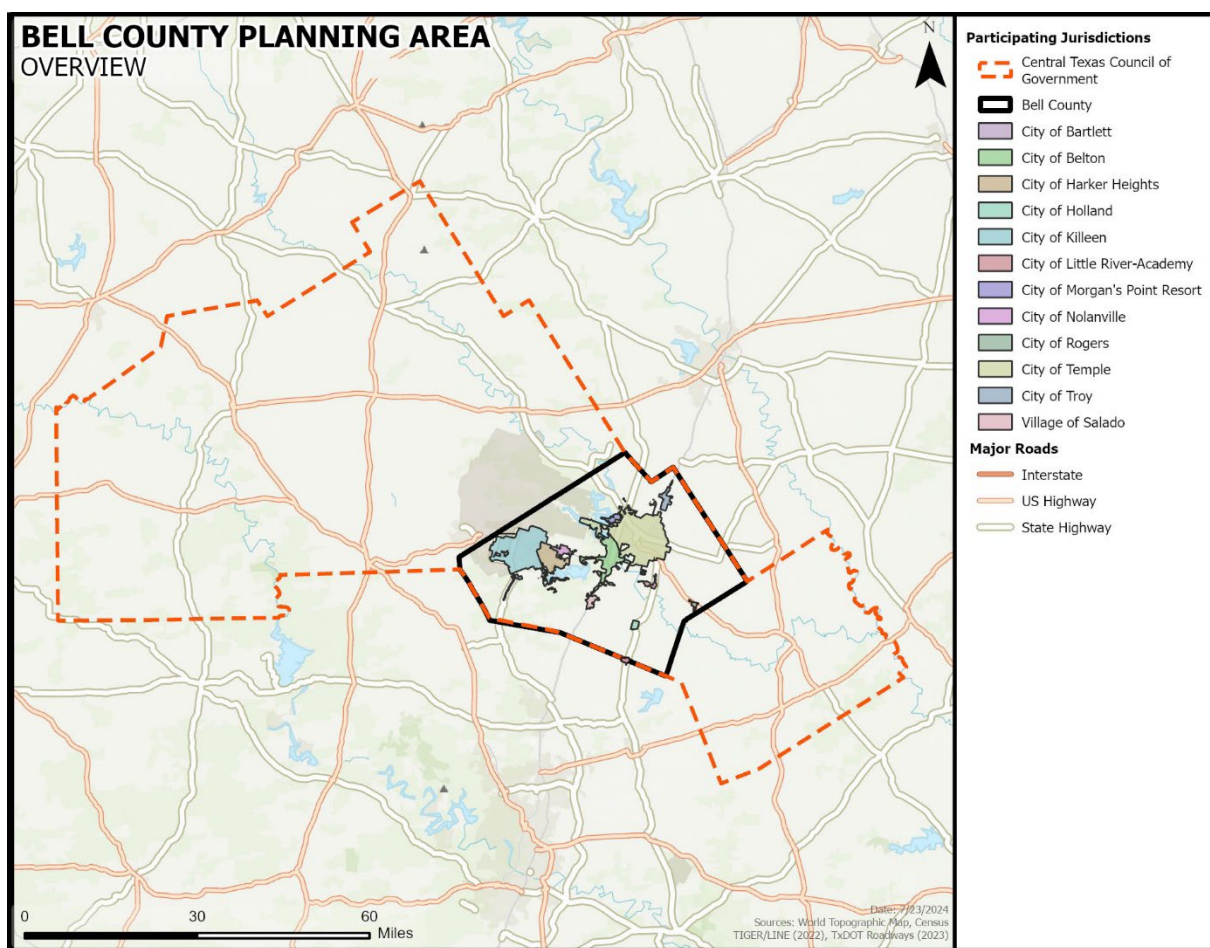 BELL COUNTY PLANNING AREA
OVERVIEW
N
Participating Jurisdictions
Central Texas Council of
Government
Bell County
City of Bartlett
City of Belton
City of Harker Heights
City of Holland
City of Killeen
City of Little River-Academy
City of Morgan's Point Resort
City of Nolanville
City of Rogers
City of Temple
City of Troy
Village of Salado
Major Roads
Interstate
US Highway
State Highway
0 30 60
Miles
Date: 7/23/2024
Sources: World Topographic Map, Census
TIGER/LINE (2022), TxDOT Roadways (2023)